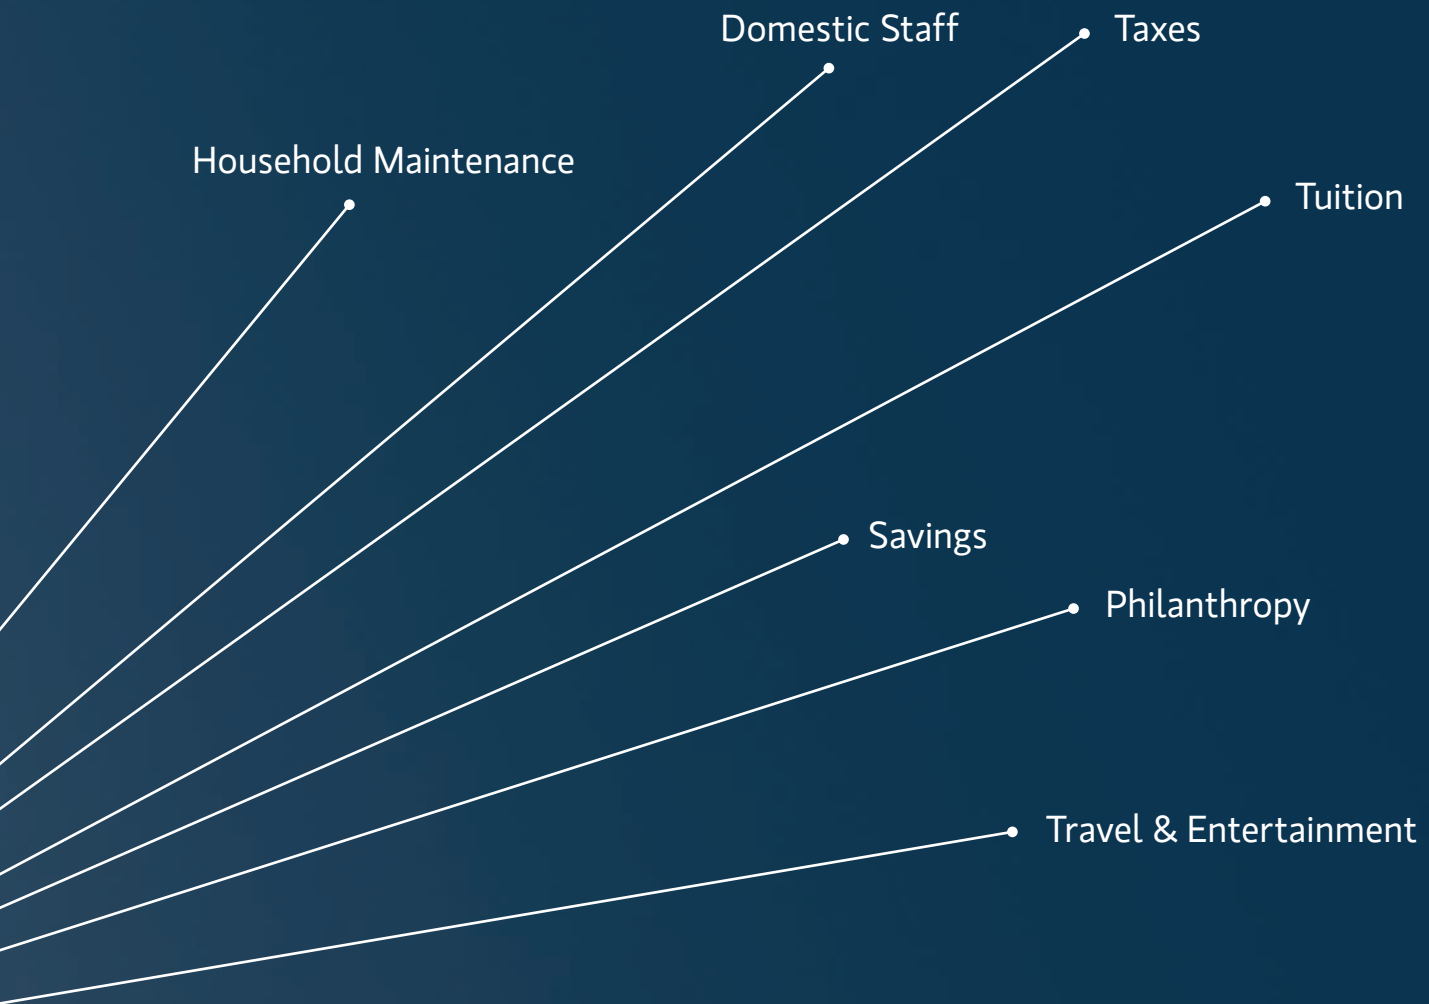 Domestic Staff
Taxes
Household Maintenance
Tuition
Savings
Philanthropy
Travel & Entertainment